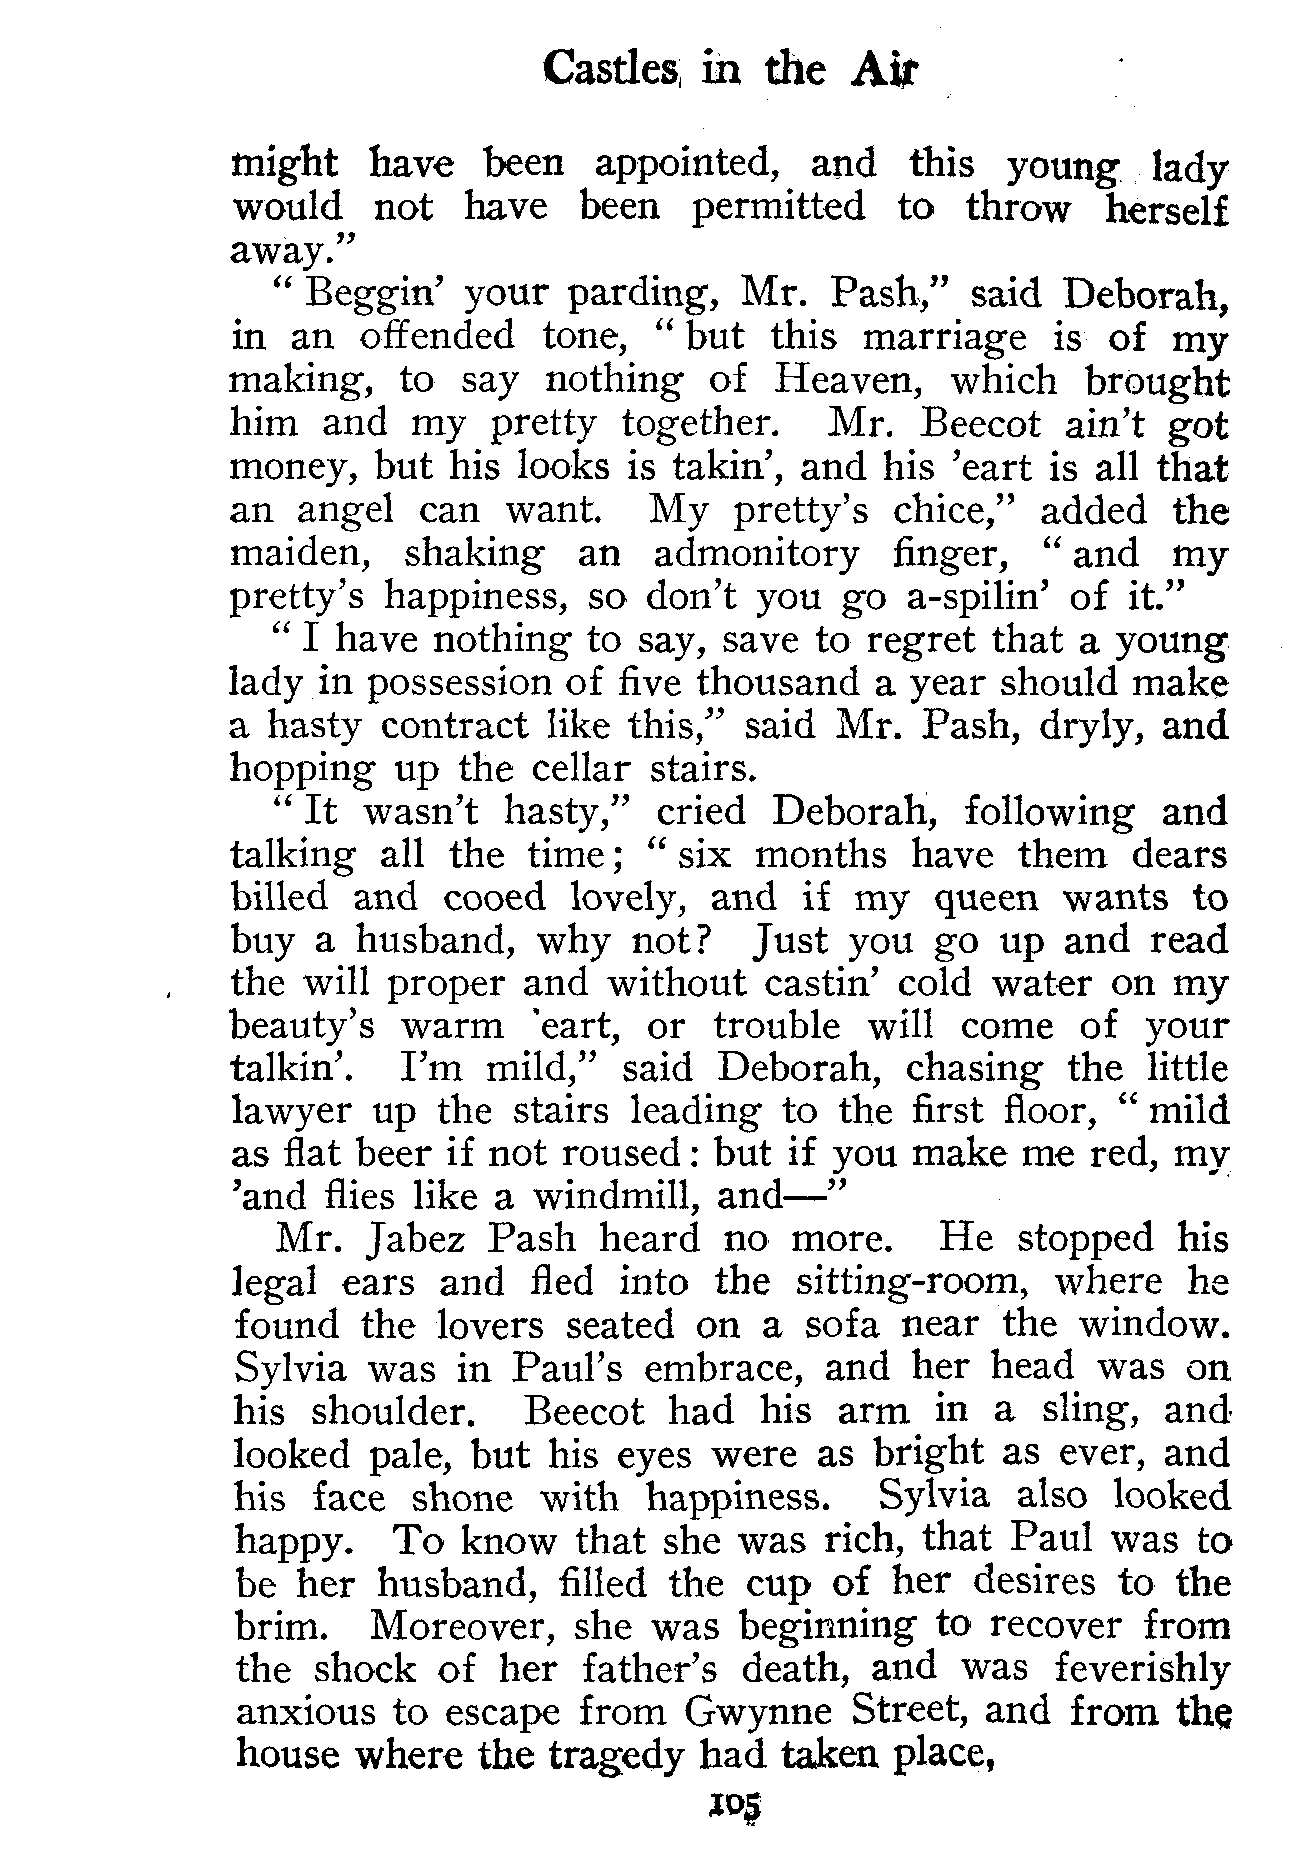 Castles in the Air
might have been appointed, and this young lady
would not have been permitted to throw herself
away."
" Beggin' your parding, Mr. Pash," said Deborah,
in an offended tone, " but this marriage is of my
making, to say nothing of Heaven, which brought
him and my pretty together. Mr. Beecot ain't got
money, but his looks is takin', and his 'eart is all that
an angel can want. My pretty's chice," added the
maiden, shaking an admonitory finger, " and my
pretty's happiness, so don't you go a-spilin' of it."
" I have nothing to say, save to regret that a young
lady in possession of five thousand a year should make
a hasty contract like this," said Mr. Pash, dryly, and
hopping up the cellar stairs.
" It wasn't hasty," cried Deborah, following and
talking all the time; " six months have them dears
billed and cooed lovely, and if my queen wants to
buy a husband, why not? Just you go up and read
the will proper and without castin' cold water on my
beauty's warm 'eart, or trouble will come of your
talkin'. I'm mild," said Deborah, chasing the little
lawyer up the stairs leading to the first floor, " mild
as flat beer if not roused: but if you make me red, my
'and flies like a windmill, and—"
Mr. Jabez Pash heard no more. He stopped his
legal ears and fled into the sitting-room, where he
found the lovers seated on a sofa near the window.
Sylvia was in Paul's embrace, and her head was on
his shoulder. Beecot had his arm in a sling, and
looked pale, but his eyes were as bright as ever, and
his face shone with happiness. Sylvia also looked
happy. To know that she was rich, that Paul was to
be her husband, filled the cup of her desires to the
brim. Moreover, she was beginning to recover from
the shock of her father's death, and was feverishly
anxious to escape from Gwynne Street, and from the
house where the tragedy had taken place,
105